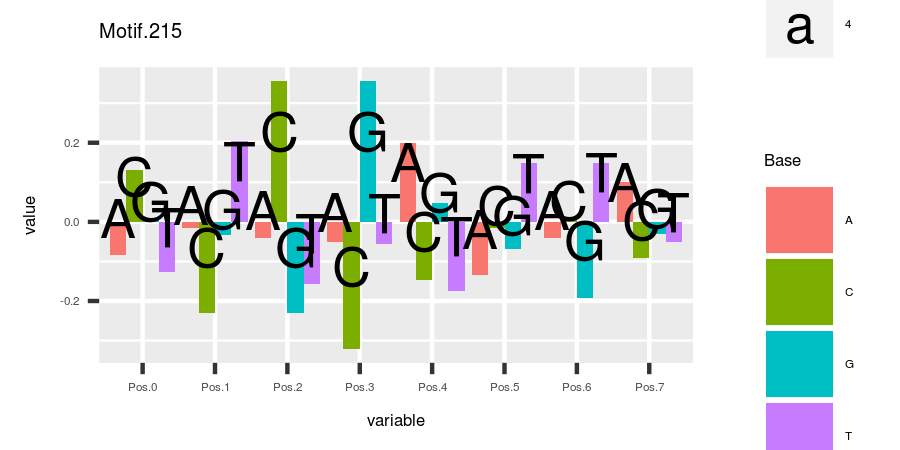 Motif.215
a 4
value
0.2
0.0
-0.2
A C G T A C G T A C G T A C G T A C G T A C G T A C G T A C G T
Pos.0 Pos.1 Pos.2 Pos.3 Pos.4 Pos.5 Pos.6 Pos.7
variable
Base
A
C
G
T